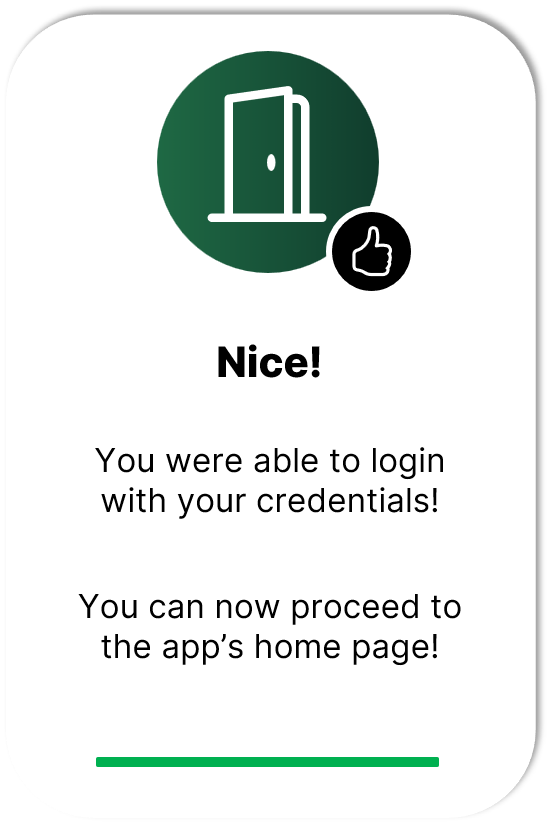 Nice!
You were able to login
with your credentials!
You can now proceed to
the app’s home page!